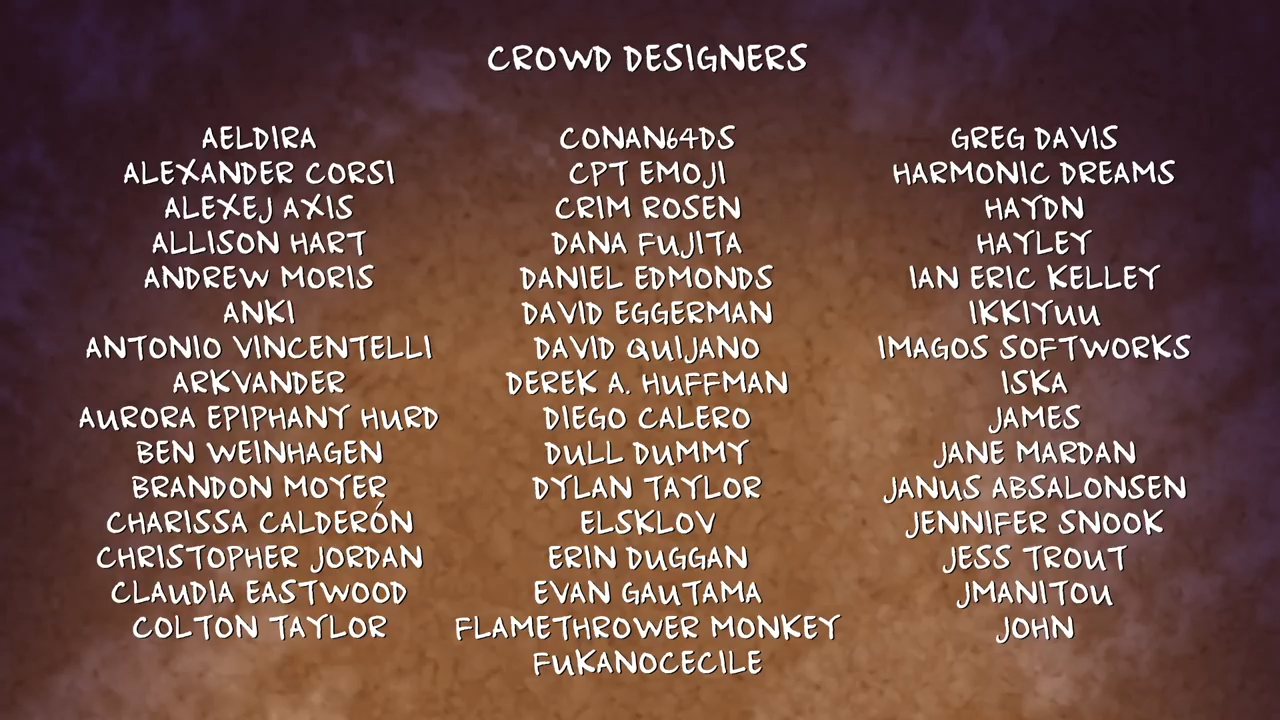 CROWD DESIGNERS
AELDIRA
ALEXANDER CORSI
ALEXEJ AXIS
ALLISON HART
ANDREW MORIS
ANKI
ANTONIO VINCENTELLI
ARKVANDER
AURORA EPIPHANY HURD
BEN WEINHAGEN
BRANDON MOYER
CHARISSA CALDERÓN
CHRISTOPHER JORDAN
CLAUDIA EASTWOOD
COLTON TAYLOR
CONAN64DS
CPT EMOJI
CRIM ROSEN
DANA FUJITA
DANIEL EDMONDS
DAVID EGGERMAN
DAVID QUIJANO
DEREK A. HUFFMAN
DIEGO CALERO
DULL DUMMY
DYLAN TAYLOR
ELSKLOV
ERIN DUGGAN
EVAN GAUTAMA
FLAMETHROWER MONKEY
FUKANOCECILE
GREG DAVIS
HARMONIC DREAMS
HAYDN
HAYLEY
IAN ERIC KELLEY
IKKIYUU
IMAGOS SOFTWORKS
ISKA
JAMES
JANE MARDAN
JANUS ABSALONSEN
JENNIFER SNOOK
JESS TROUT
JMANITOU
JOHN